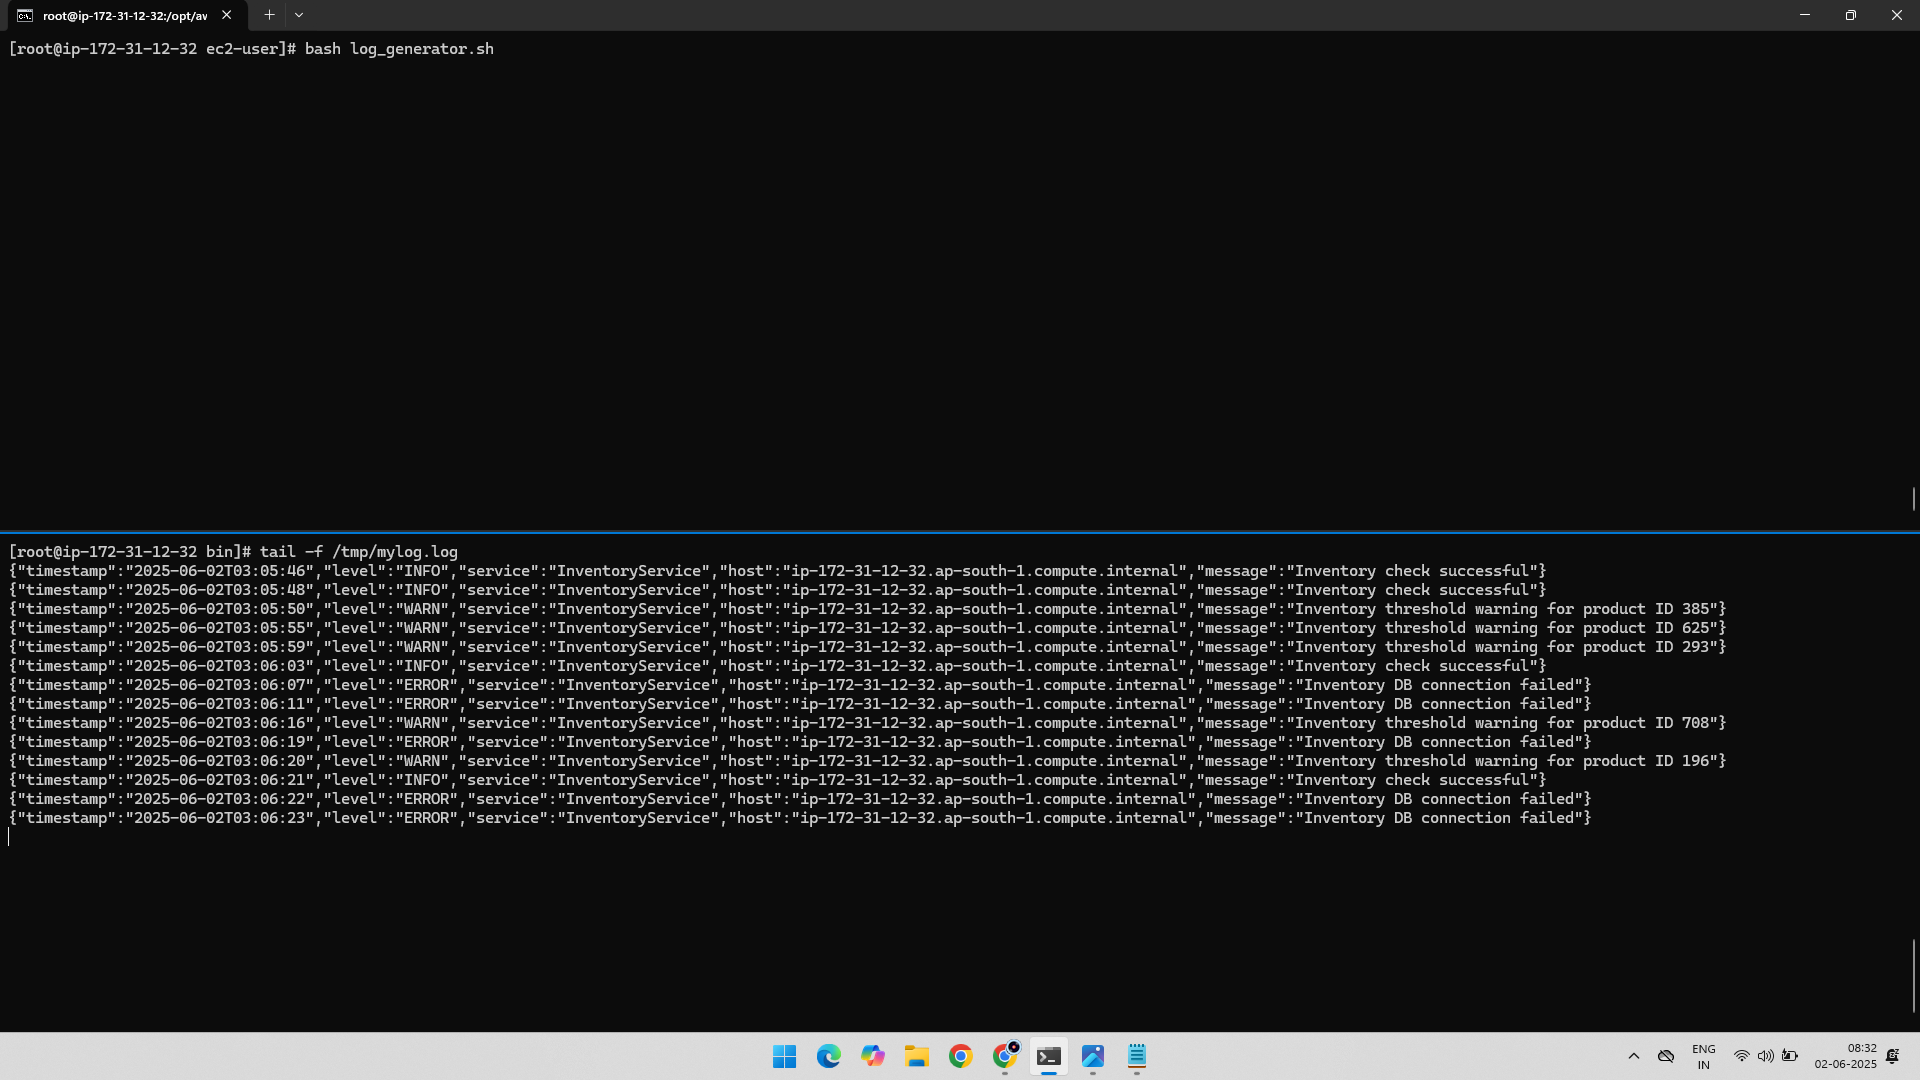 root@ip-172-31-12-32:/opt/aw
[root@ip-172-31-12-32 ec2-user]# bash log_generator.sh
[root@ip-172-31-12-32 bin]# tail -f /tmp/mylog.log
{"timestamp":"2025-06-02T03:05:46","level":"INFO","service":"InventoryService","host":"ip-172-31-12-32.ap-south-1.compute.internal","message":"Inventory check successful"}
{"timestamp":"2025-06-02T03:05:48","level":"INFO","service":"InventoryService","host":"ip-172-31-12-32.ap-south-1.compute.internal","message":"Inventory check successful"}
{"timestamp":"2025-06-02T03:05:50","level":"WARN","service":"InventoryService","host":"ip-172-31-12-32.ap-south-1.compute.internal","message":"Inventory threshold warning for product ID 385"}
{"timestamp":"2025-06-02T03:05:55","level":"WARN","service":"InventoryService","host":"ip-172-31-12-32.ap-south-1.compute.internal","message":"Inventory threshold warning for product ID 625"}
{"timestamp":"2025-06-02T03:05:59","level":"WARN","service":"InventoryService","host":"ip-172-31-12-32.ap-south-1.compute.internal","message":"Inventory threshold warning for product ID 293"}
{"timestamp":"2025-06-02T03:06:03","level":"INFO","service":"InventoryService","host":"ip-172-31-12-32.ap-south-1.compute.internal","message":"Inventory check successful"}
{"timestamp":"2025-06-02T03:06:07","level":"ERROR","service":"InventoryService","host":"ip-172-31-12-32.ap-south-1.compute.internal","message":"Inventory DB connection failed"}
{"timestamp":"2025-06-02T03:06:11","level":"ERROR","service":"InventoryService","host":"ip-172-31-12-32.ap-south-1.compute.internal","message":"Inventory DB connection failed"}
{"timestamp":"2025-06-02T03:06:16","level":"WARN","service":"InventoryService","host":"ip-172-31-12-32.ap-south-1.compute.internal","message":"Inventory threshold warning for product ID 708"}
{"timestamp":"2025-06-02T03:06:19","level":"ERROR","service":"InventoryService","host":"ip-172-31-12-32.ap-south-1.compute.internal","message":"Inventory DB connection failed"}
{"timestamp":"2025-06-02T03:06:20","level":"WARN","service":"InventoryService","host":"ip-172-31-12-32.ap-south-1.compute.internal","message":"Inventory threshold warning for product ID 196"}
{"timestamp":"2025-06-02T03:06:21","level":"INFO","service":"InventoryService","host":"ip-172-31-12-32.ap-south-1.compute.internal","message":"Inventory check successful"}
{"timestamp":"2025-06-02T03:06:22","level":"ERROR","service":"InventoryService","host":"ip-172-31-12-32.ap-south-1.compute.internal","message":"Inventory DB connection failed"}
{"timestamp":"2025-06-02T03:06:23","level":"ERROR","service":"InventoryService","host":"ip-172-31-12-32.ap-south-1.compute.internal","message":"Inventory DB connection failed"}
ENG
IN
08:32
02-06-2025